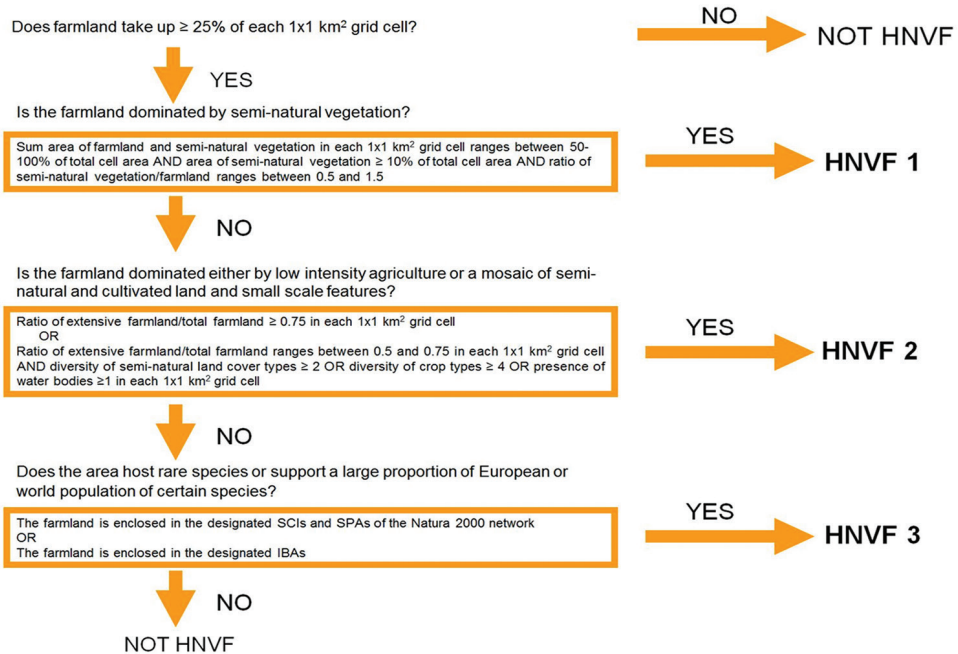 Does farmland take up ≥ 25% of each 1x1 km² grid cell?
NO
NOT HNVF
YES
Is the farmland dominated by semi-natural vegetation?
Sum area of farmland and semi-natural vegetation in each 1x1 km² grid cell ranges between 50-
100% of total cell area AND area of semi-natural vegetation ≥ 10% of total cell area AND ratio of
semi-natural vegetation/farmland ranges between 0.5 and 1.5
YES
HNVF 1
NO
Is the farmland dominated either by low intensity agriculture or a mosaic of semi-
natural and cultivated land and small scale features?
Ratio of extensive farmland/total farmland ≥ 0.75 in each 1x1 km² grid cell
OR
Ratio of extensive farmland/total farmland ranges between 0.5 and 0.75 in each 1x1 km² grid cell
AND diversity of semi-natural land cover types ≥ 2 OR diversity of crop types ≥ 4 OR presence of
water bodies ≥1 in each 1x1 km² grid cell
YES
HNVF 2
NO
Does the area host rare species or support a large proportion of European or
world population of certain species?
The farmland is enclosed in the designated SCIs and SPAs of the Natura 2000 network
OR
The farmland is enclosed in the designated IBAs
YES
HNVF 3
NO
NOT HNVF